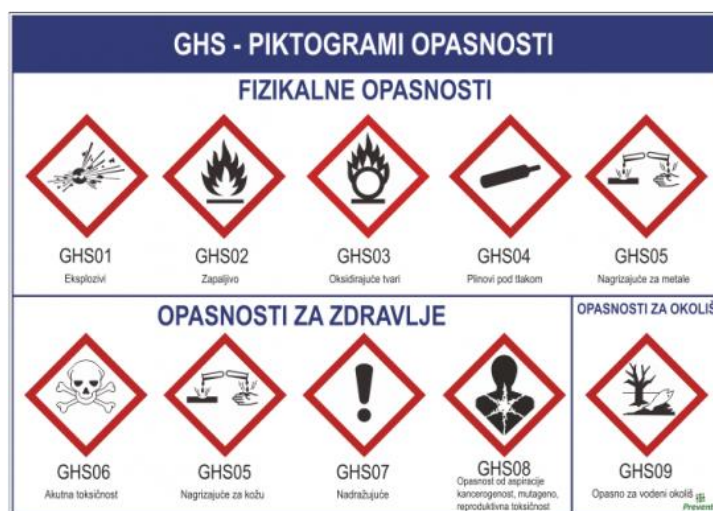 GHS - PIKTOGRAMI OPASNOSTI
FIZIKALNE OPASNOSTI
GHS01
Eksplozivi
GHS02
Zapaljivo
GHS03
Oksidirajuće tvari
GHS04
Plinovi pod tlakom
GHS05
Nagrizajuće za metale
OPASNOSTI ZA ZDRAVLJE
GHS06
Akutna toksičnost
GHS05
Nagrizajuće za kožu
GHS07
Nadražujuće
GHS08
Opasnost od aspiracije
kancerogenost, mutageno,
reproduktivna toksičnost
OPASNOSTI ZA OKOLIŠ
GHS09
Opasno za vodeni okoliš
Prevent